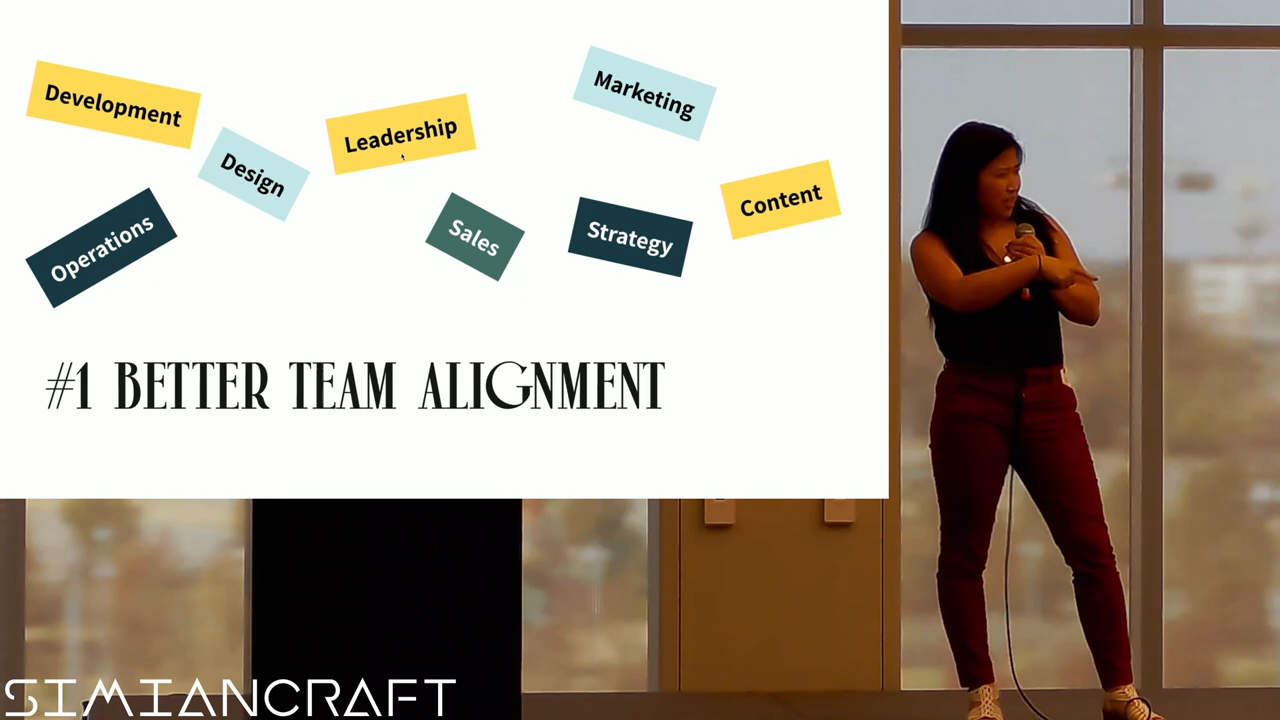 Development
Design
Leadership
Marketing
Operations
Sales
Strategy
Content
#1 BETTER TEAM ALIGNMENT
SIMIANCRAFT